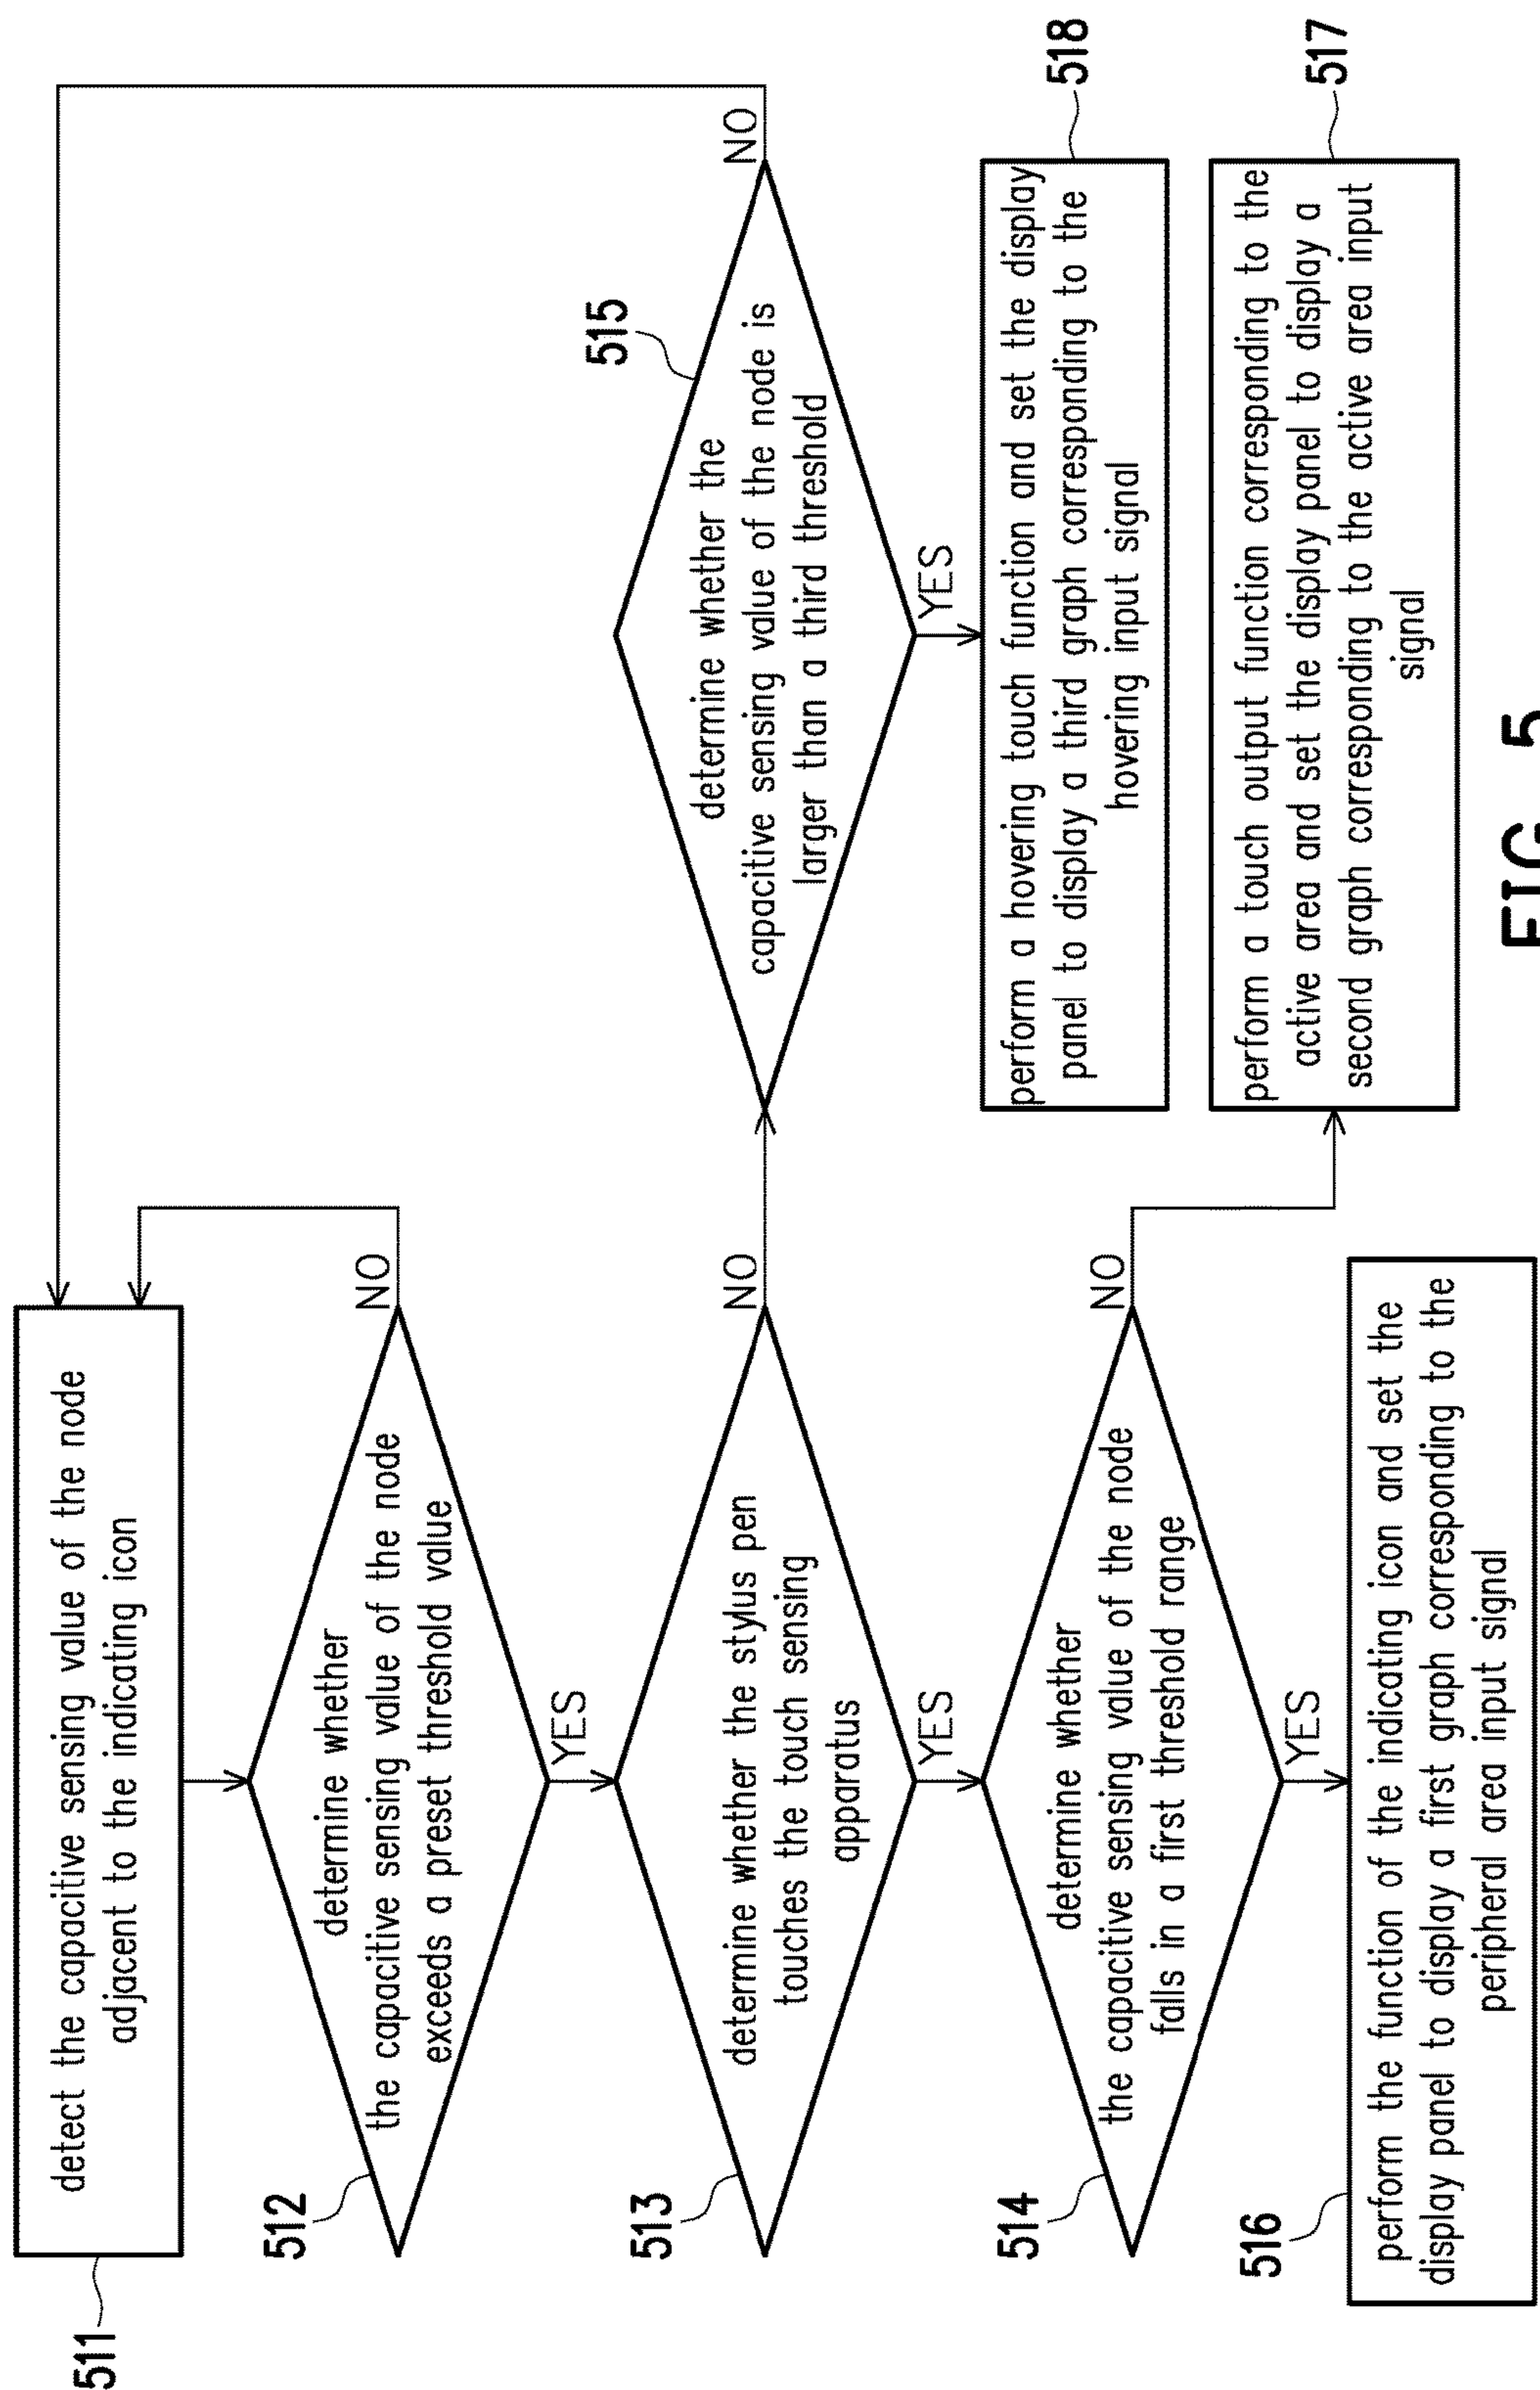 511
detect the capacitive sensing value of the node
adjacent to the indicating icon
512
determine whether
the capacitive sensing value of the node
exceeds a preset threshold value
NO
YES
513
determine whether the stylus pen
touches the touch sensing
apparatus
NO
YES
515
determine whether the
capacitive sensing value of the node is
larger than a third threshold
NO
YES
514
determine whether
the capacitive sensing value of the node
falls in a first threshold range
NO
YES
518
perform a hovering touch function and set the display
panel to display a third graph corresponding to the
hovering input signal
516
perform the function of the indicating icon and set the
display panel to display a first graph corresponding to the
peripheral area input signal
517
perform a touch output function corresponding to the
active area and set the display panel to display a
second graph corresponding to the active area input
signal
FIG. 5